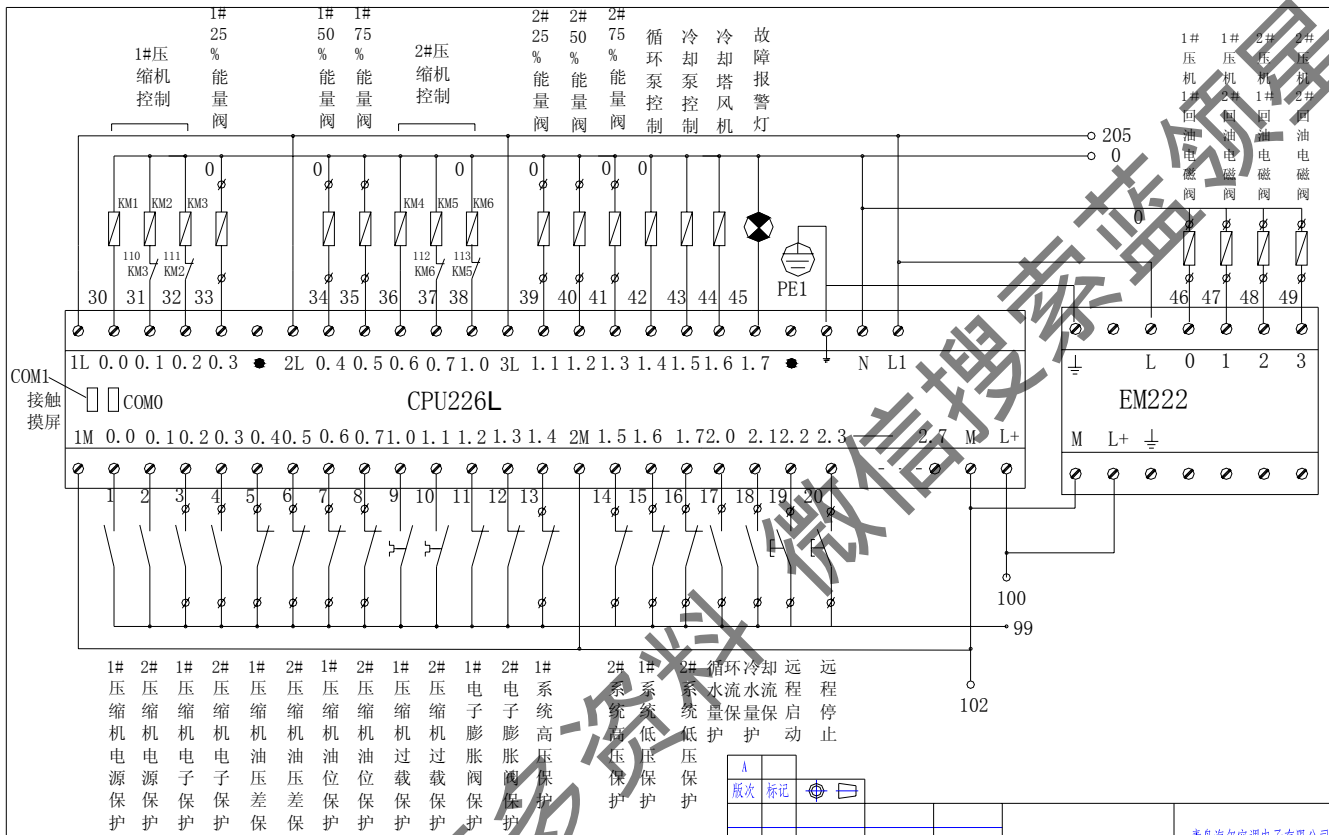 1#压缩机控制
1#25%能量阀
1#50%能量阀
1#75%能量阀
2#压缩机控制
2#25%能量阀
2#50%能量阀
2#75%能量阀
循环泵控制
冷却泵控制
冷却塔风机
故障报警灯
1#压机1#回油电磁阀
1#压机2#回油电磁阀
2#压机1#回油电磁阀
2#压机2#回油电磁阀
205
0
0 0 0 0 0 0
KM1 KM2 KM3 KM4 KM5 KM6
110 111 112 113
KM3 KM2 KM6 KM5
PE1
30 31 32 33 34 35 36 37 38 39 40 41 42 43 44 45 46 47 48 49
1L 0.0 0.1 0.2 0.3 2L 0.4 0.5 0.6 0.7 1.0 3L 1.1 1.2 1.3 1.4 1.5 1.6 1.7 N L1
L 0 1 2 3
COM1
接触摸屏
COM0
CPU226L
EM222
1M 0.0 0.1 0.2 0.3 0.4 0.5 0.6 0.7 1.0 1.1 1.2 1.3 1.4 2M 1.5 1.6 1.7 2.0 2.1 2.2 2.3 2.7 M L+
M L+
1 2 3 4 5 6 7 8 9 10 11 12 13 14 15 16 17 18 19 20
100
99
102
1#压缩机电源保护
2#压缩机电源保护
1#压缩机电子保护
2#压缩机电子保护
1#压缩机油压差保
2#压缩机油压差保
1#压缩机油位保护
2#压缩机油位保护
1#压缩机过载保护
2#压缩机过载保护
1#电子膨胀阀保护
2#电子膨胀阀保护
1#系统高压保护
2#系统高压保护
1#系统低压保护
2#系统低压保护
循环水流量保护
冷却水流量保护
远程启动
远程停止
A
版次 标记
多资料 微信搜索蓝领星